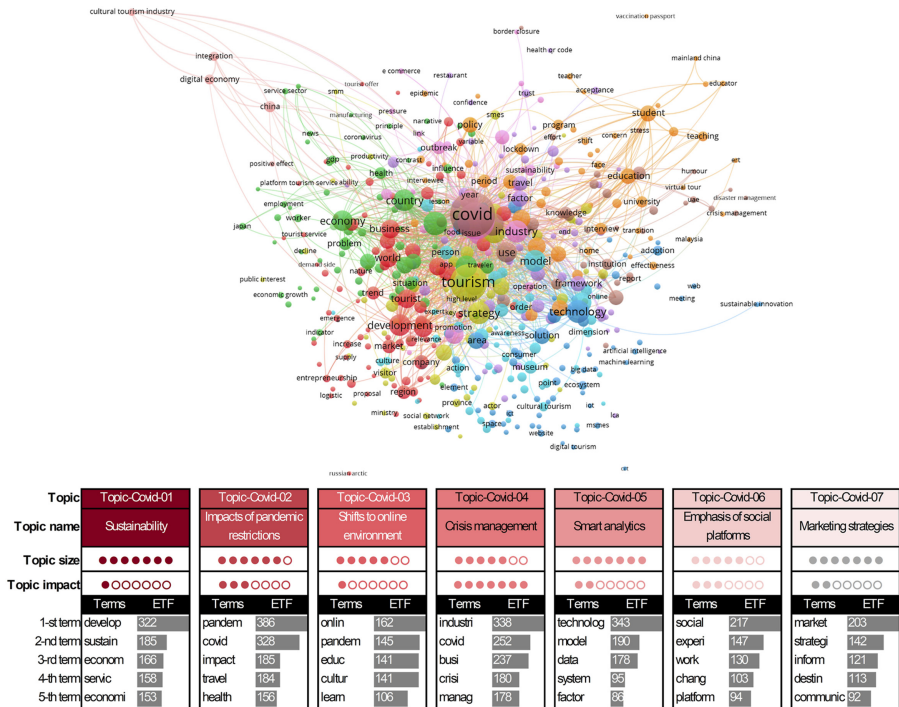 cultural tourism industry
vaccination passport
border closure
integration
health qr code
mainland china
digital economy
e commerce
restaurant
teacher
educator
tourism offer
trust
acceptance
service sector
smm
epidemic
confidence
smes
china
manufacturing
pressure
narrative
policy
program
effort
concern
stress
student
news
coronavirus
principle
link
variable
shift
teaching
outbreak
lockdown
positive effect
gdp
productivity
contrast
influence
sustainability
face
humour
art
health
interviewee
period
travel
education
platform tourism service
ability
year
factor
virtual tour
employment
country
lesson
knowledge
university
uae
disaster management
worker
economy
covid
crisis management
japan
business
food
issue
industry
end
interview
transition
tourist service
problem
person
use
home
adoption
malaysia
decline
world
app
traveler
model
institution
effectiveness
demand side
nature
report
public interest
situation
tourism
operation
framework
web
economic growth
trend
tourist
high level
online
meeting
sustainable innovation
emergence
expert
key
strategy
order
technology
indicator
development
promotion
relevance
awareness
solution
dimension
increase
market
area
supply
culture
consumer
artificial intelligence
visitor
company
action
museum
machine learning
entrepreneurship
big data
region
element
point
ecosystem
logistic
proposal
province
ministry
social network
actor
cultural tourism
iot
ict
lca
establishment
space
website
msmes
digital tourism
russian arctic
Topic Topic-Covid-01 Topic-Covid-02 Topic-Covid-03 Topic-Covid-04 Topic-Covid-05 Topic-Covid-06 Topic-Covid-07
Topic name Sustainability Impacts of pandemic restrictions Shifts to online environment Crisis management Smart analytics Emphasis of social platforms Marketing strategies
Topic size
Topic impact
Terms ETF Terms ETF Terms ETF Terms ETF Terms ETF Terms ETF Terms ETF
1-st term develop 322 pandem 386 onlin 162 industri 338 technolog 343 social 217 market 203
2-nd term sustain 185 covid 328 pandem 145 covid 252 model 190 experi 147 strategi 142
3-rd term econom 166 impact 185 educ 141 busi 237 data 178 work 130 inform 121
4-th term servic 158 travel 184 cultur 141 crisi 180 system 95 chang 103 destin 113
5-th term economi 153 health 156 learn 106 manag 178 factor 86 platform 94 communic 92